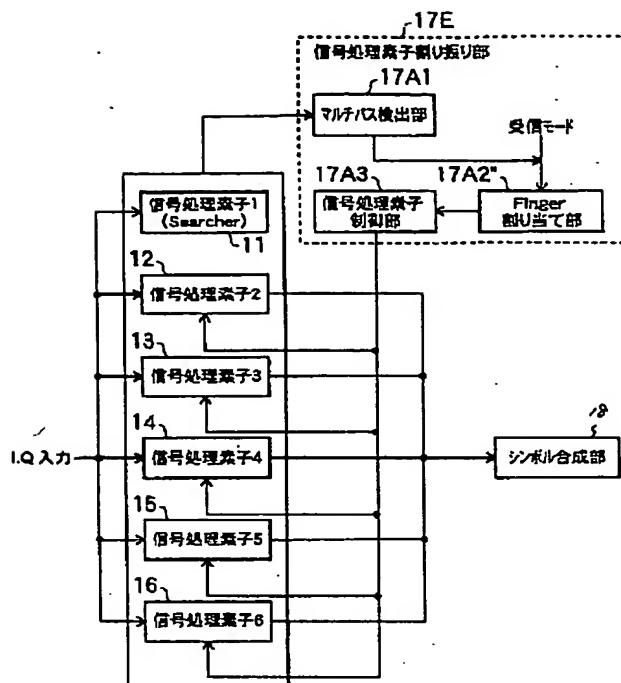 17E
信号処理素子割り振り部
17A1
マルチパス検出部
受信モード
17A3
17A2"
信号処理素子
制御部
Finger
割り当て部
信号処理素子1
(Searcher)
11
12
信号処理素子2
13
信号処理素子3
14
信号処理素子4
I.Q 入力
18
シンボル合成部
15
信号処理素子5
16
信号処理素子6